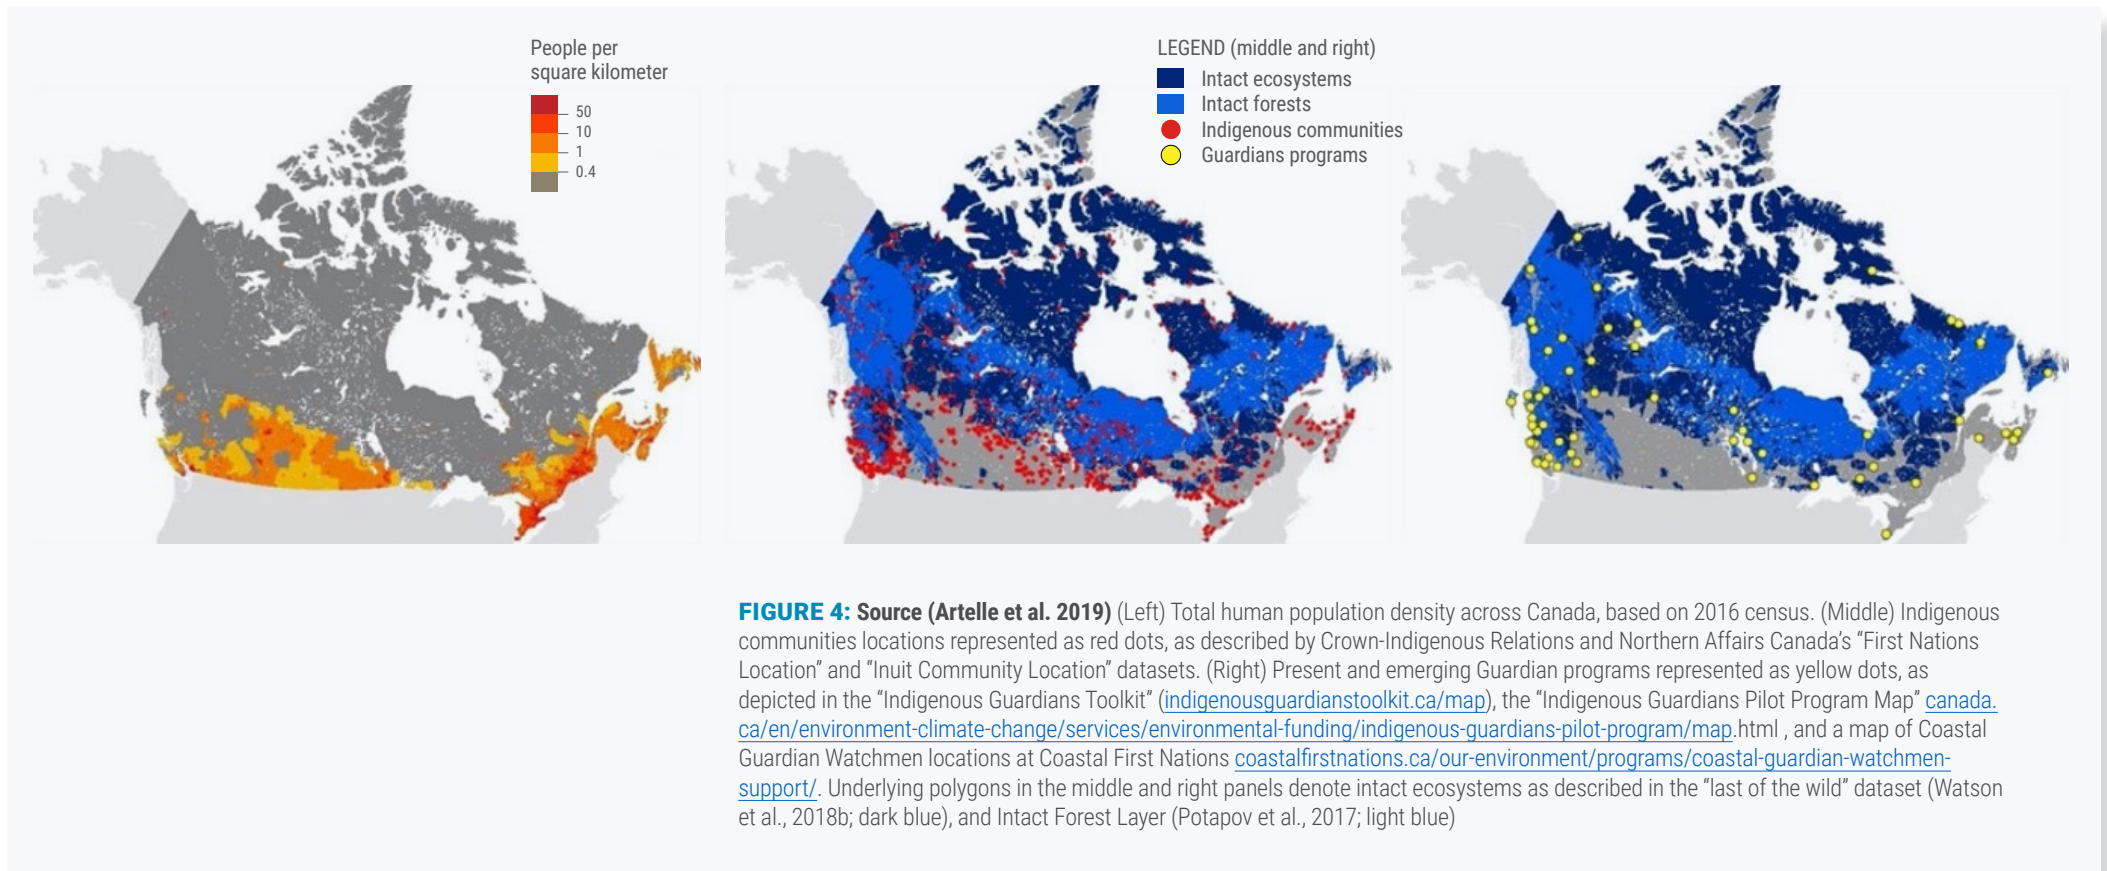 People per
square kilometer
50
10
1
0.4
LEGEND (middle and right)
Intact ecosystems
Intact forests
Indigenous communities
Guardians programs
FIGURE 4: Source (Artelle et al. 2019) (Left) Total human population density across Canada, based on 2016 census. (Middle) Indigenous
communities locations represented as red dots, as described by Crown-Indigenous Relations and Northern Affairs Canada's “First Nations
Location” and “Inuit Community Location” datasets. (Right) Present and emerging Guardian programs represented as yellow dots, as
depicted in the “Indigenous Guardians Toolkit” (indigenousguardianstoolkit.ca/map), the “Indigenous Guardians Pilot Program Map” canada.
ca/en/environment-climate-change/services/environmental-funding/indigenous-guardians-pilot-program/map.html , and a map of Coastal
Guardian Watchmen locations at Coastal First Nations coastalfirstnations.ca/our-environment/programs/coastal-guardian-watchmen-
support/. Underlying polygons in the middle and right panels denote intact ecosystems as described in the “last of the wild” dataset (Watson
et al., 2018b; dark blue), and Intact Forest Layer (Potapov et al., 2017; light blue)